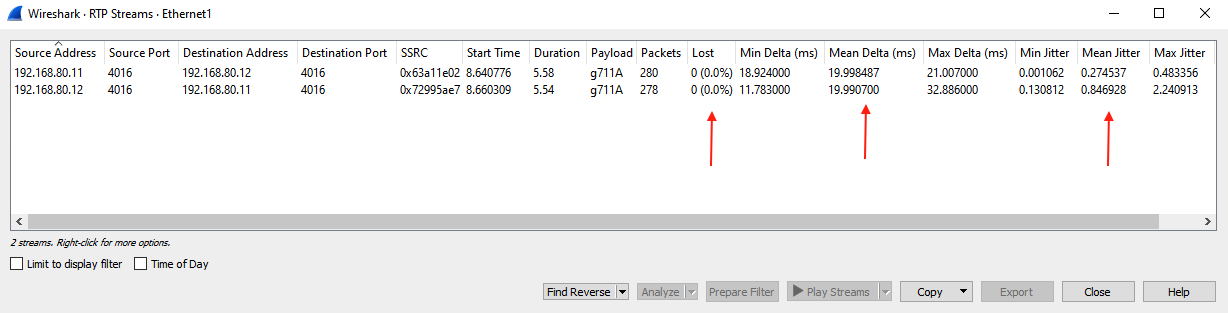 Wireshark · RTP Streams · Ethernet1
Source Address Source Port Destination Address Destination Port SSRC Start Time Duration Payload Packets Lost Min Delta (ms) Mean Delta (ms) Max Delta (ms) Min Jitter Mean Jitter Max Jitter
192.168.80.11 4016 192.168.80.12 4016 0x63a11e02 8.640776 5.58 g711A 280 0 (0.0%) 18.924000 19.998487 21.007000 0.001062 0.274537 0.483356
192.168.80.12 4016 192.168.80.11 4016 0x72995ae7 8.660309 5.54 g711A 278 0 (0.0%) 11.783000 19.990700 32.886000 0.130812 0.846928 2.240913
2 streams. Right-click for more options.
Limit to display filter Time of Day
Find Reverse Analyze Prepare Filter Play Streams Copy Export Close Help